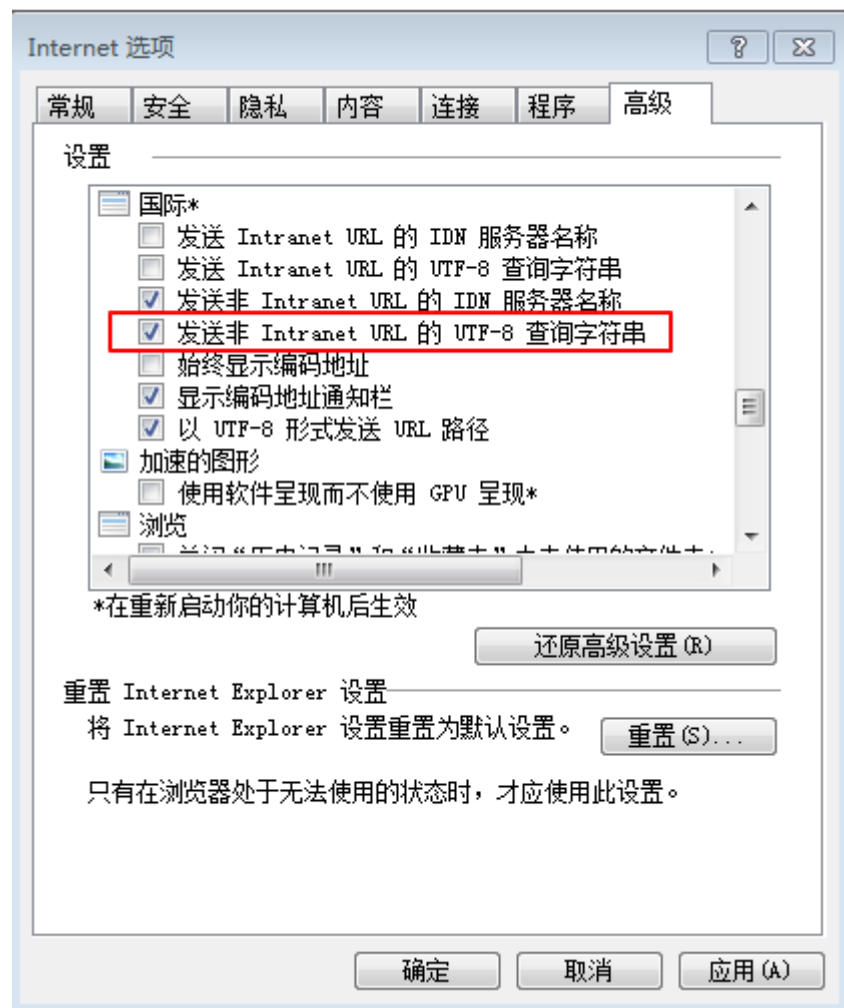 Internet 选项
常规 安全 隐私 内容 连接 程序 高级
设置
国际*
发送 Intranet URL 的 IDN 服务器名称
发送 Intranet URL 的 UTF-8 查询字符串
发送非 Intranet URL 的 IDN 服务器名称
发送非 Intranet URL 的 UTF-8 查询字符串
始终显示编码地址
显示编码地址通知栏
以 UTF-8 形式发送 URL 路径
加速的图形
使用软件呈现而不使用 GPU 呈现*
浏览
*在重新启动你的计算机后生效
还原高级设置(R)
重置 Internet Explorer 设置
将 Internet Explorer 设置重置为默认设置。
重置(S)...
只有在浏览器处于无法使用的状态时，才应使用此设置。
确定 取消 应用(A)